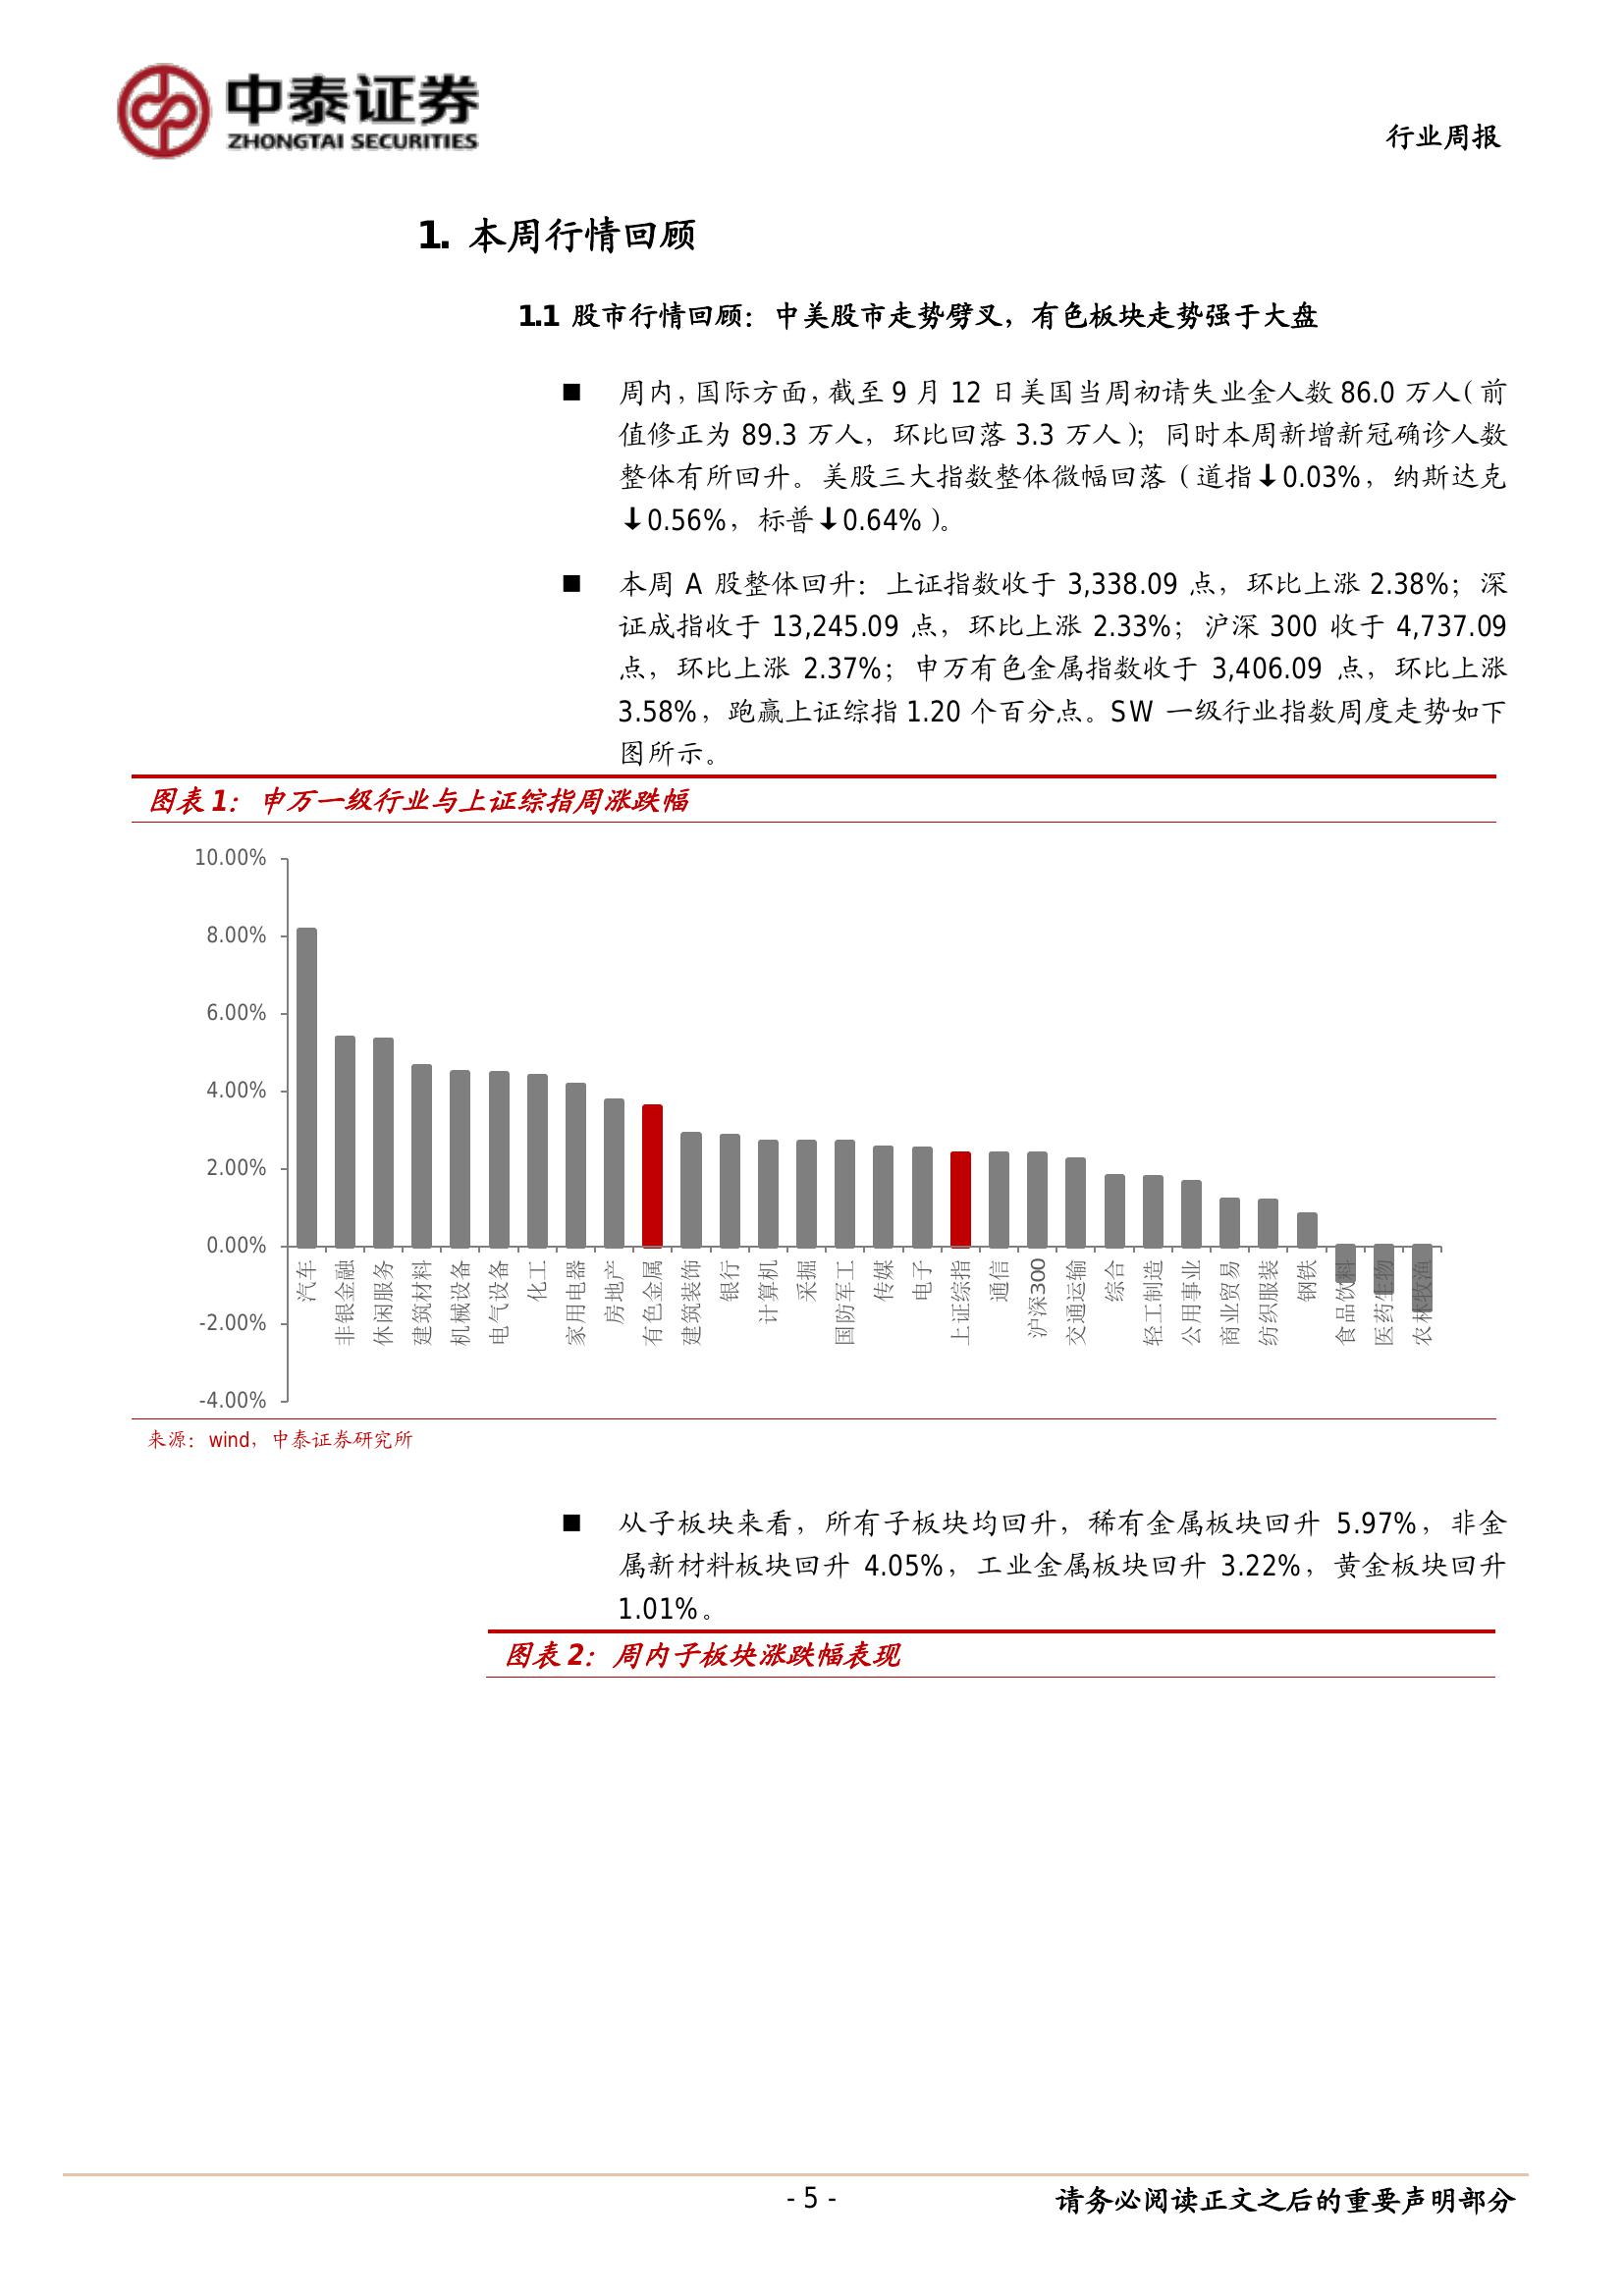 中泰证券
ZHONGTAI SECURITIES
行业周报
1. 本周行情回顾
1.1 股市行情回顾：中美股市走势劈叉，有色板块走势强于大盘
■ 周内，国际方面，截至 9 月 12 日美国当周初请失业金人数 86.0 万人（前
值修正为 89.3 万人，环比回落 3.3 万人）；同时本周新增新冠确诊人数
整体有所回升。美股三大指数整体微幅回落（道指↓0.03%，纳斯达克
↓0.56%，标普↓0.64%）。
■ 本周 A 股整体回升：上证指数收于 3,338.09 点，环比上涨 2.38%；深
证成指收于 13,245.09 点，环比上涨 2.33%；沪深 300 收于 4,737.09
点，环比上涨 2.37%；申万有色金属指数收于 3,406.09 点，环比上涨
3.58%，跑赢上证综指 1.20 个百分点。SW 一级行业指数周度走势如下
图所示。
图表 1：申万一级行业与上证综指周涨跌幅
10.00%
8.00%
6.00%
4.00%
2.00%
0.00%
-2.00%
-4.00%
汽车
非银金融
休闲服务
建筑材料
机械设备
电气设备
化工
家用电器
房地产
有色金属
建筑装饰
银行
计算机
采掘
国防军工
传媒
电子
上证综指
通信
沪深300
交通运输
综合
轻工制造
公用事业
商业贸易
纺织服装
钢铁
食品饮料
医药生物
农林牧渔
来源：wind，中泰证券研究所
■ 从子板块来看，所有子板块均回升，稀有金属板块回升 5.97%，非金
属新材料板块回升 4.05%，工业金属板块回升 3.22%，黄金板块回升
1.01%。
图表 2：周内子板块涨跌幅表现
- 5 -
请务必阅读正文之后的重要声明部分